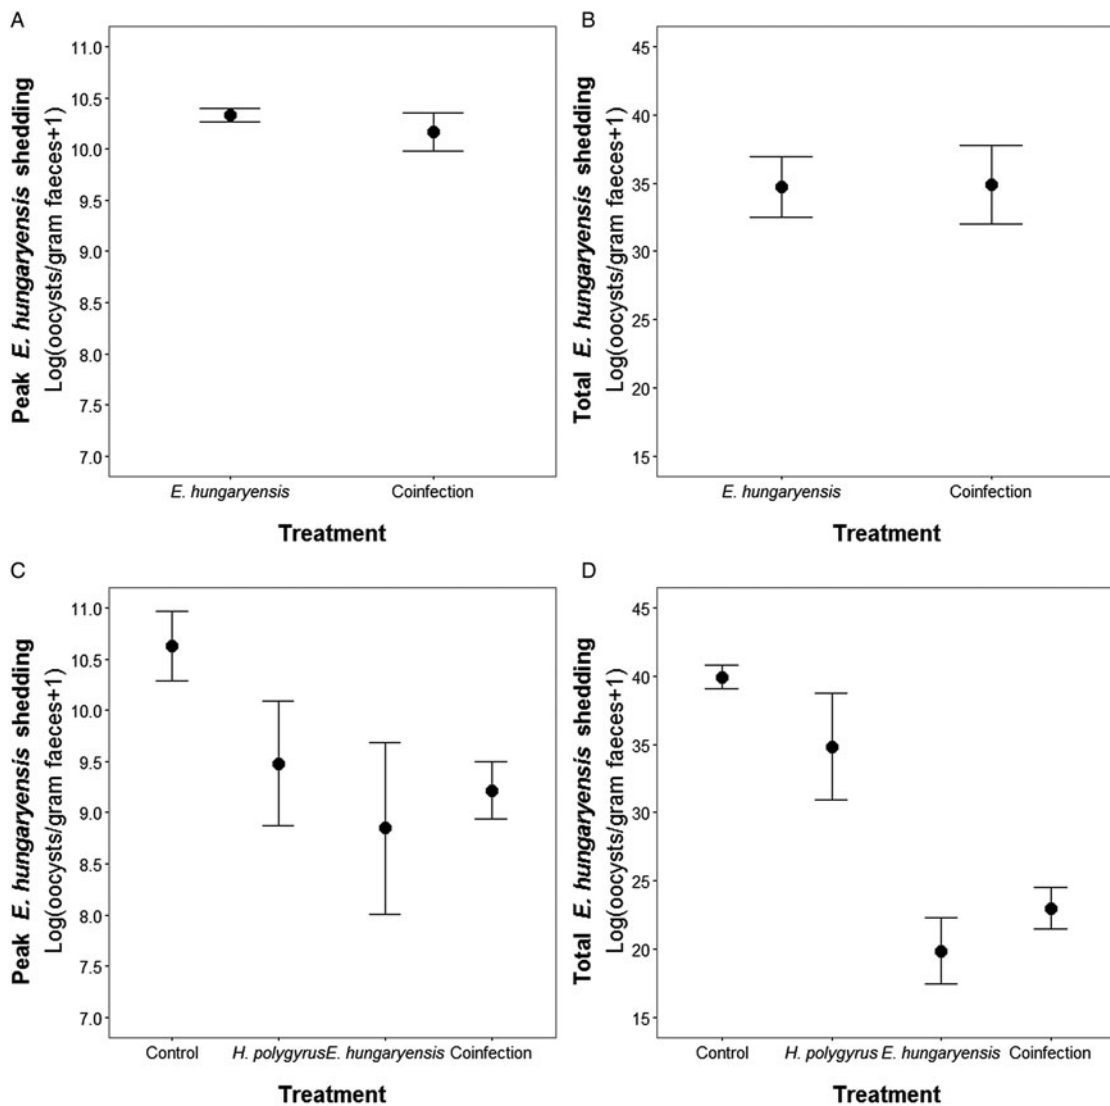 A
Peak E. hungaryensis shedding
Log(oocysts/gram faeces+1)
11.0
10.5
10.0
9.5
9.0
8.5
8.0
7.5
7.0
E. hungaryensis Coinfection
Treatment
B
Total E. hungaryensis shedding
Log(oocysts/gram faeces+1)
45
40
35
30
25
20
15
E. hungaryensis Coinfection
Treatment
C
Peak E. hungaryensis shedding
Log(oocysts/gram faeces+1)
11.0
10.5
10.0
9.5
9.0
8.5
8.0
7.5
7.0
Control H. polygyrus E. hungaryensis Coinfection
Treatment
D
Total E. hungaryensis shedding
Log(oocysts/gram faeces+1)
45
40
35
30
25
20
15
Control H. polygyrus E. hungaryensis Coinfection
Treatment